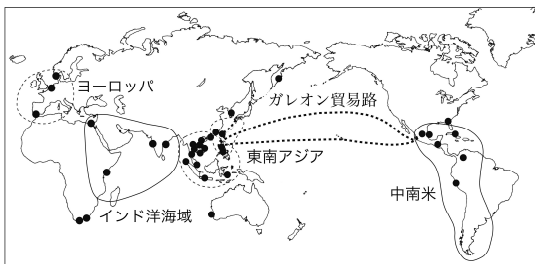 ヨーロッパ
ガレオン貿易路
東南アジア
中南米
インド洋海域